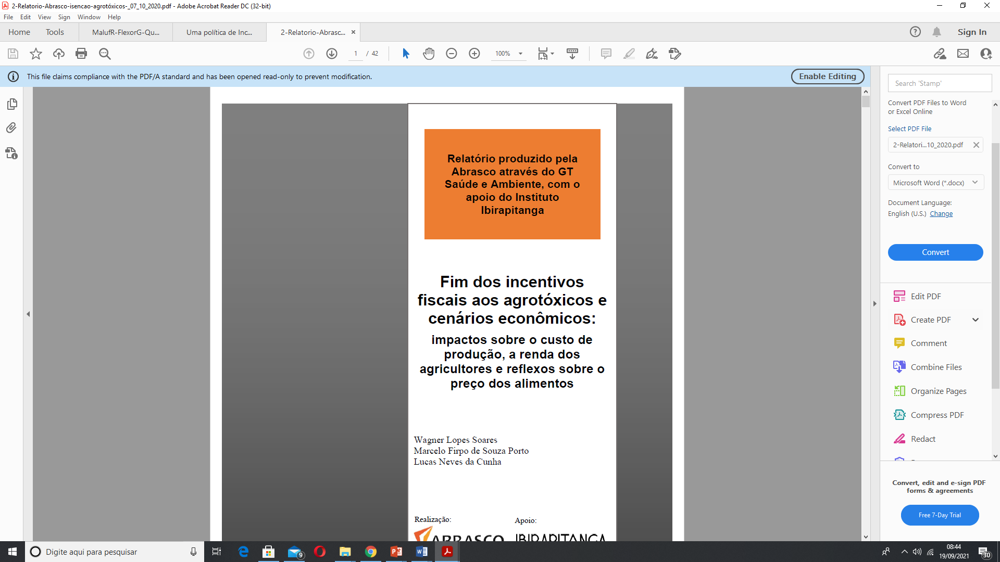 2-Relatorio-Abrasco-isencao-agrotóxicos-_07_10_2020.pdf - Adobe Acrobat Reader DC (32-bit)
File Edit View Sign Window Help
Home Tools MalufR-FlexorG-Qu... Uma política de Inc... 2-Relatorio-Abrasc... Sign In
1 / 42 100%
This file claims compliance with the PDF/A standard and has been opened read-only to prevent modification.
Enable Editing
Relatório produzido pela
Abrasco através do GT
Saúde e Ambiente, com o
apoio do Instituto
Ibirapitanga
Fim dos incentivos
fiscais aos agrotóxicos e
cenários econômicos:
impactos sobre o custo de
produção, a renda dos
agricultores e reflexos sobre o
preço dos alimentos
Wagner Lopes Soares
Marcelo Firpo de Souza Porto
Lucas Neves da Cunha
Realização: Apoio:
ABRASCO IBIRAPITANGA
Search 'Stamp'
Convert PDF Files to Word
or Excel Online
Select PDF File
2-Relatori...10_2020.pdf
Convert to
Microsoft Word (*.docx)
Document Language:
English (U.S.) Change
Convert
Edit PDF
Create PDF
Comment
Combine Files
Organize Pages
Compress PDF
Redact
Convert, edit and e-sign PDF
forms & agreements
Free 7-Day Trial
Digite aqui para pesquisar
9
08:44
19/09/2021
30